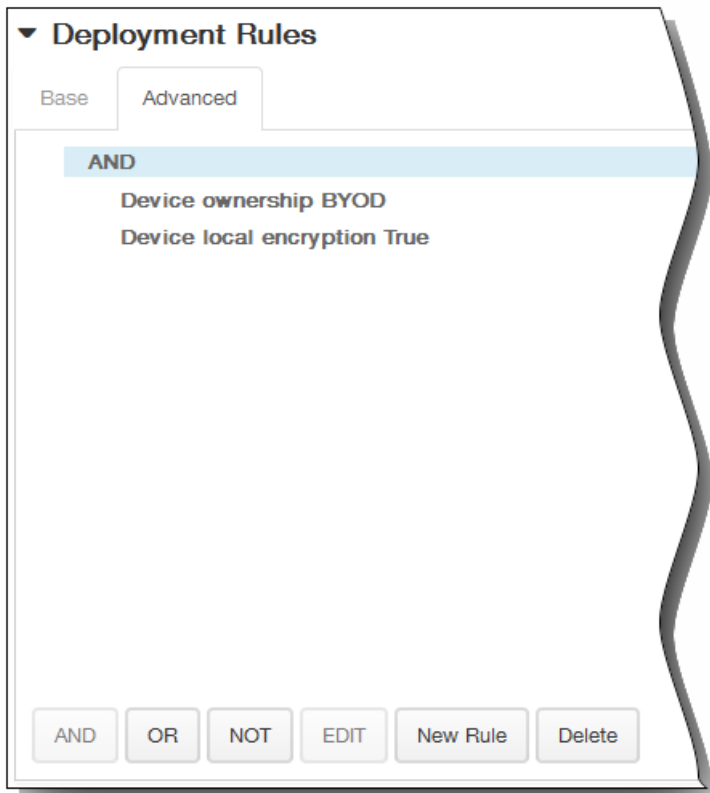 Deployment Rules
Base Advanced
AND
Device ownership BYOD
Device local encryption True
AND OR NOT EDIT New Rule Delete